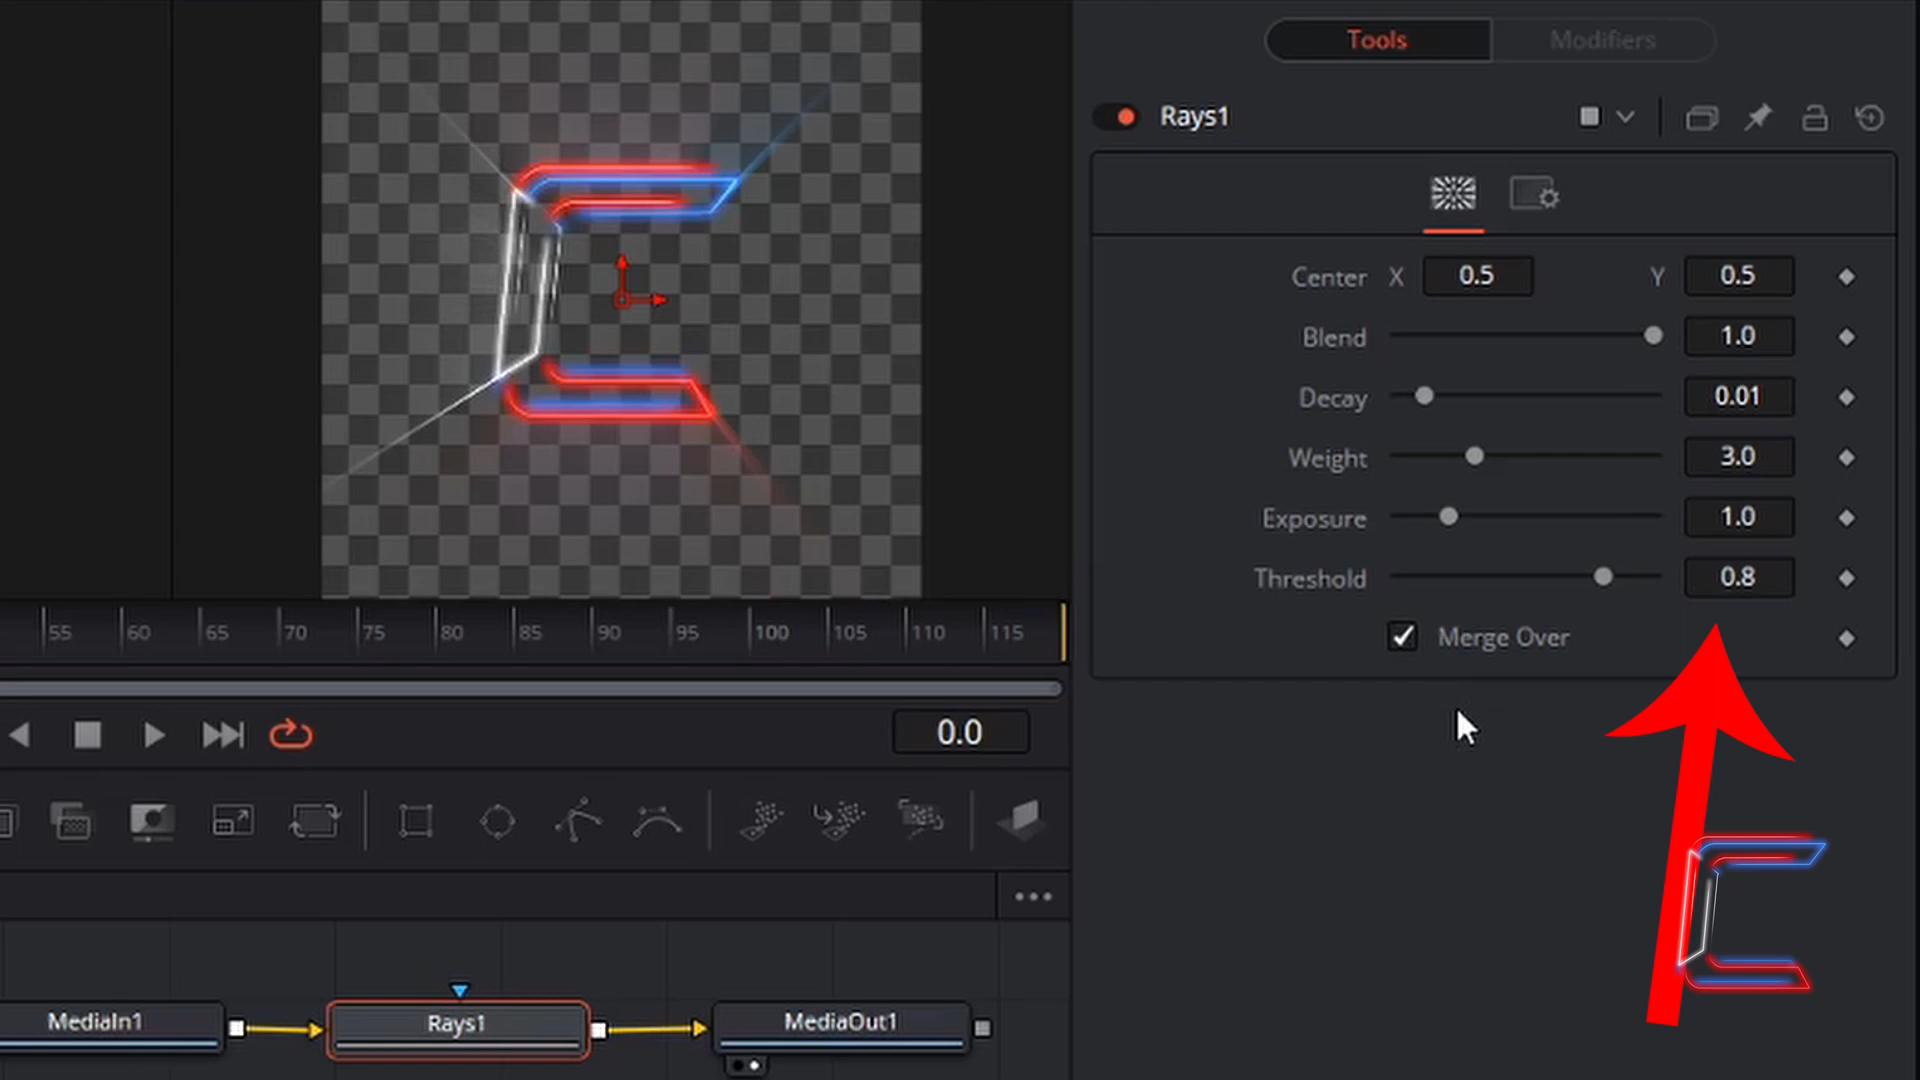 Tools Modifiers
Rays1
Center X 0.5 Y 0.5
Blend 1.0
Decay 0.01
Weight 3.0
Exposure 1.0
Threshold 0.8
Merge Over
55 60 65 70 75 80 85 90 95 100 105 110 115
0.0
MediaIn1 Rays1 MediaOut1